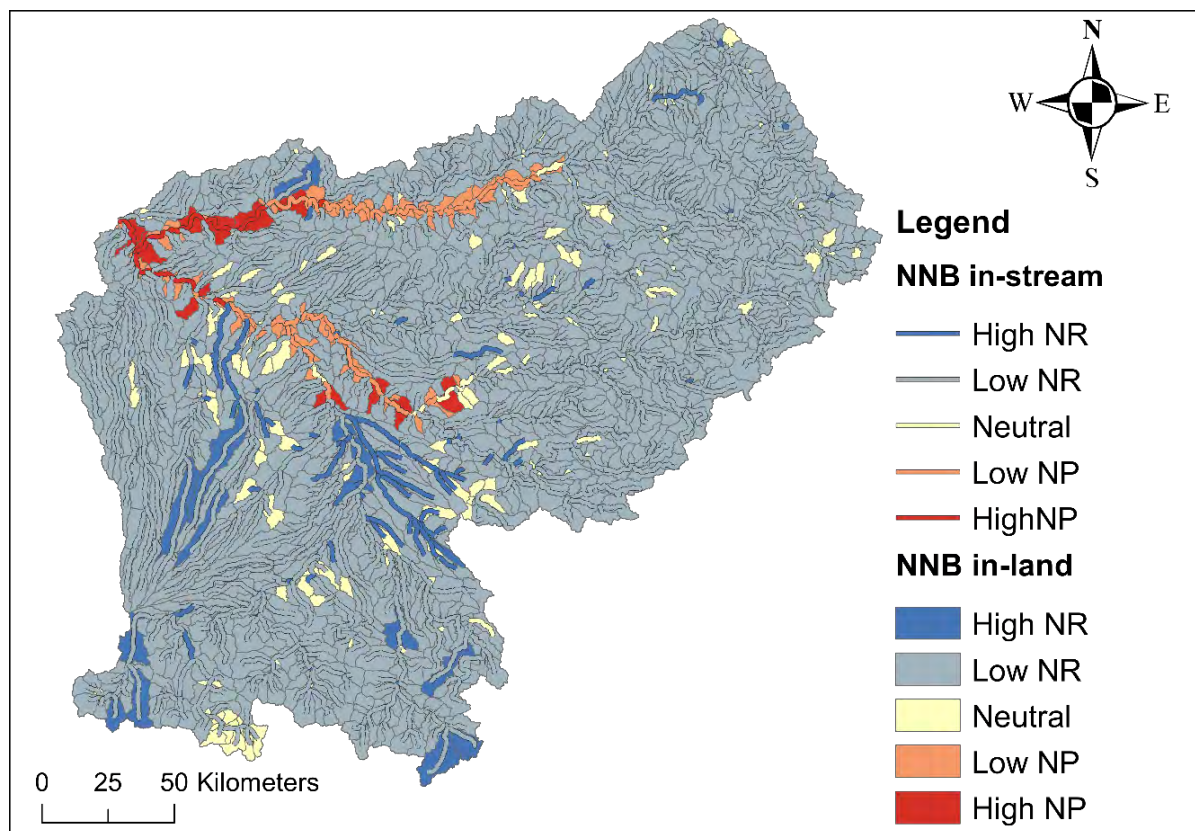 N
W E
S
Legend
NNB in-stream
High NR
Low NR
Neutral
Low NP
HighNP
NNB in-land
High NR
Low NR
Neutral
Low NP
High NP
0 25 50 Kilometers